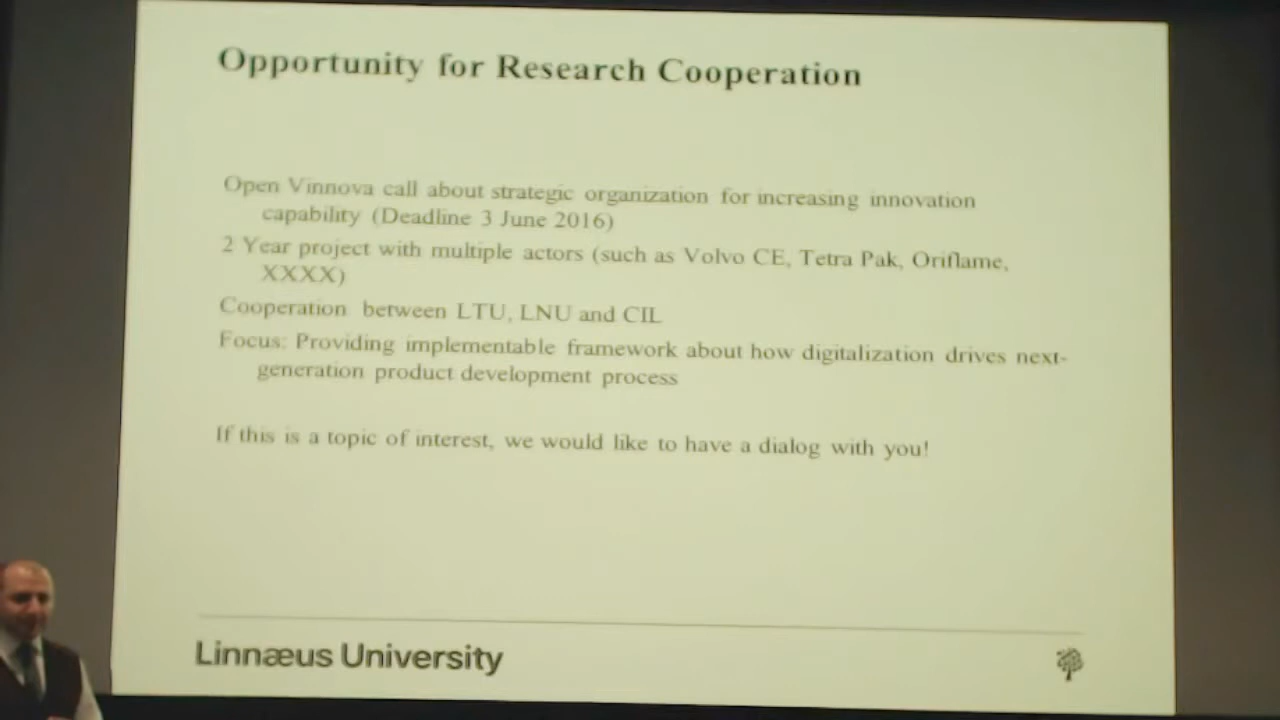 Opportunity for Research Cooperation
Open Vinnova call about strategic organization for increasing innovation
capability (Deadline 3 June 2016)
2 Year project with multiple actors (such as Volvo CE, Tetra Pak, Oriflame,
XXXX)
Cooperation between LTU, LNU and CIL
Focus: Providing implementable framework about how digitalization drives next-
generation product development process
If this is a topic of interest, we would like to have a dialog with you!
Linnæus University